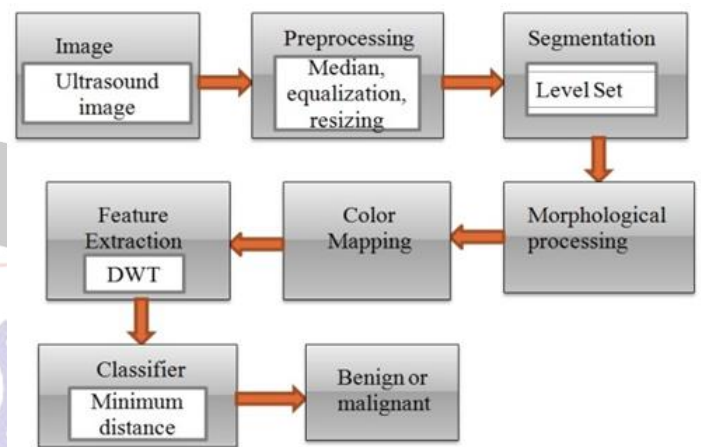 Image
Ultrasound
image
Preprocessing
Median,
equalization,
resizing
Segmentation
Level Set
Morphological
processing
Color
Mapping
Feature
Extraction
DWT
Classifier
Minimum
distance
Benign or
malignant